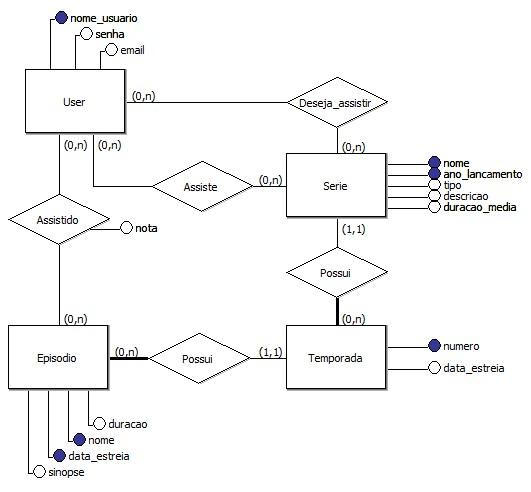 nome_usuario
senha
email
User
(0,n)
Deseja_assistir
(0,n)
(0,n)
(0,n)
nome
ano_lancamento
tipo
descricao
duracao_media
Assiste
(0,n)
Serie
Assistido
nota
(1,1)
Possui
(0,n)
(0,n)
Episodio
(0,n)
Possui
(1,1)
Temporada
numero
data_estreia
duracao
nome
data_estreia
sinopse